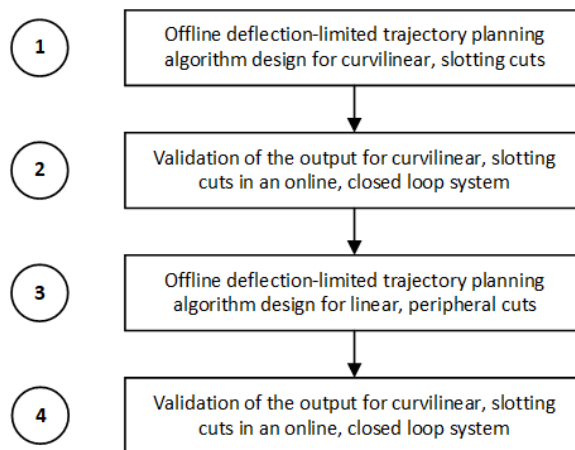 1
Offline deflection-limited trajectory planning
algorithm design for curvilinear, slotting cuts
2
Validation of the output for curvilinear, slotting
cuts in an online, closed loop system
3
Offline deflection-limited trajectory planning
algorithm design for linear, peripheral cuts
4
Validation of the output for curvilinear, slotting
cuts in an online, closed loop system